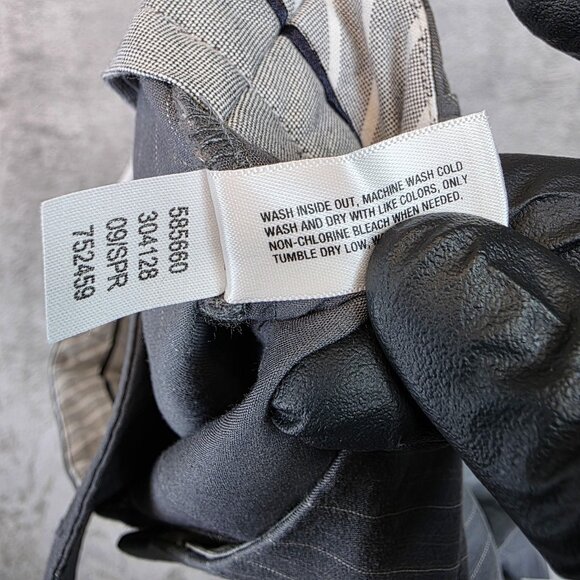 585660
304128
09/SPR
752459
WASH INSIDE OUT, MACHINE WASH COLD
WASH AND DRY WITH LIKE COLORS, ONLY
NON-CHLORINE BLEACH WHEN NEEDED.
TUMBLE DRY LOW,